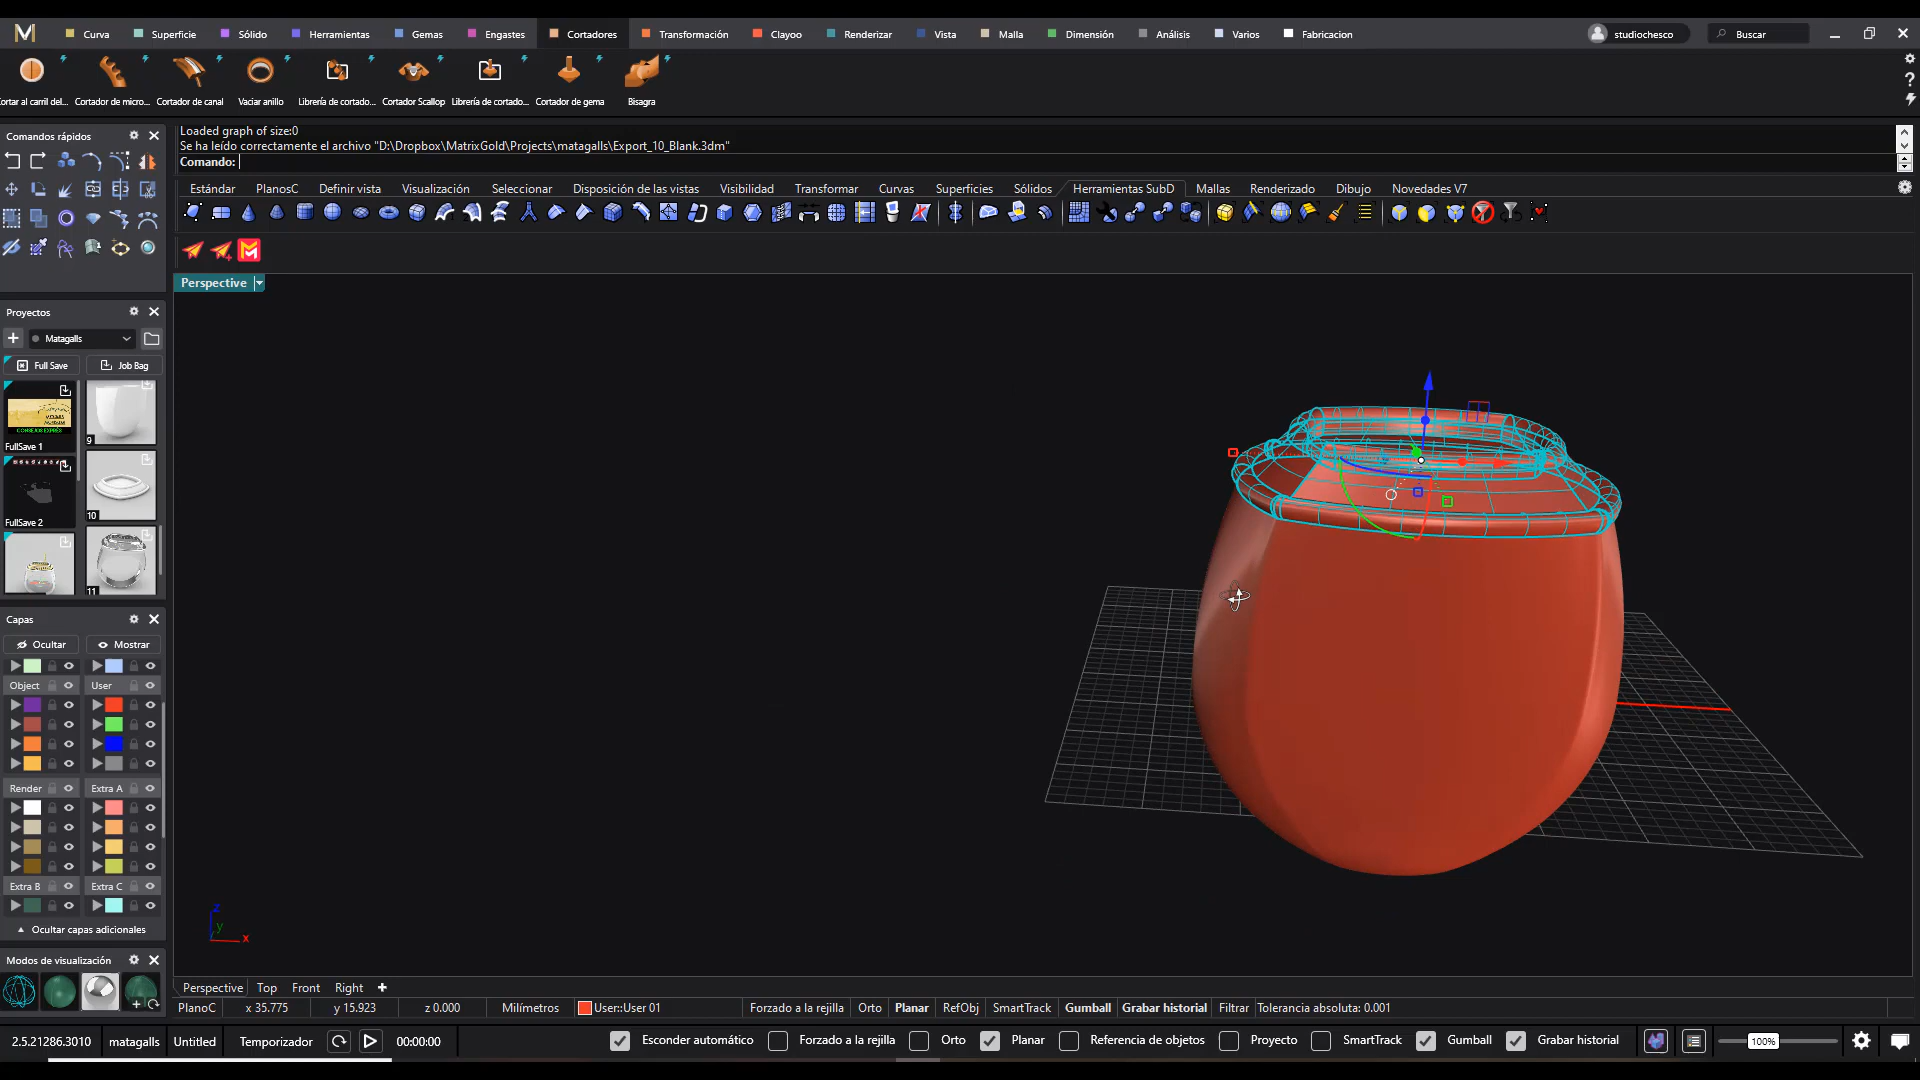 Curva Superficie Sólido Herramientas Gemas Engastes Cortadores Transformación Clayoo Renderizar Vista Malla Dimensión Análisis Varios Fabricacion studiochesco Buscar
ortar al carril del... Cortador de micro... Cortador de canal Vaciar anillo Librería de cortado... Cortador Scallop Librería de cortado... Cortador de gema Bisagra
Comandos rápidos
Loaded graph of size:0
Se ha leído correctamente el archivo "D:\Dropbox\MatrixGold\Projects\matagalls\Export_10_Blank.3dm"
Comando:
Estándar PlanosC Definir vista Visualización Seleccionar Disposición de las vistas Visibilidad Transformar Curvas Superficies Sólidos Herramientas SubD Mallas Renderizado Dibujo Novedades V7
Perspective
Proyectos
Matagalls
Full Save Job Bag
FullSave 1 9
FullSave 2 10
11
Capas
Ocultar Mostrar
Object User
Render Extra A
Extra B Extra C
Ocultar capas adicionales
z
y
x
Modos de visualización
Perspective Top Front Right
PlanoC x 35.775 y 15.923 z 0.000 Milímetros User::User 01 Forzado a la rejilla Orto Planar RefObj SmartTrack Gumball Grabar historial Filtrar Tolerancia absoluta: 0.001
2.5.21286.3010 matagalls Untitled Temporizador 00:00:00 Esconder automático Forzado a la rejilla Orto Planar Referencia de objetos Proyecto SmartTrack Gumball Grabar historial 100%